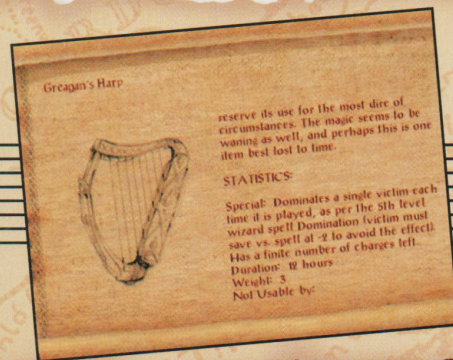 Greagan's Harp
reserve its use for the most dire of
circumstances. The magic seems to be
waning as well, and perhaps this is one
item best lost to time.
STATISTICS:
Special: Dominates a single victim each
time it is played, as per the 5th level
wizard spell Domination (victim must
save vs. spell at -2 to avoid the effect).
Has a finite number of charges left.
Duration: 12 hours
Weight: 3
Not Usable by: